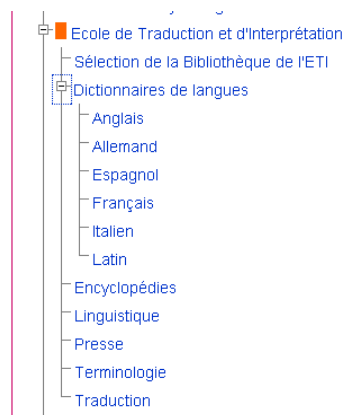 Ecole de Traduction et d'Interprétation
Sélection de la Bibliothèque de l'ETI
Dictionnaires de langues
Anglais
Allemand
Espagnol
Français
Italien
Latin
Encyclopédies
Linguistique
Presse
Terminologie
Traduction